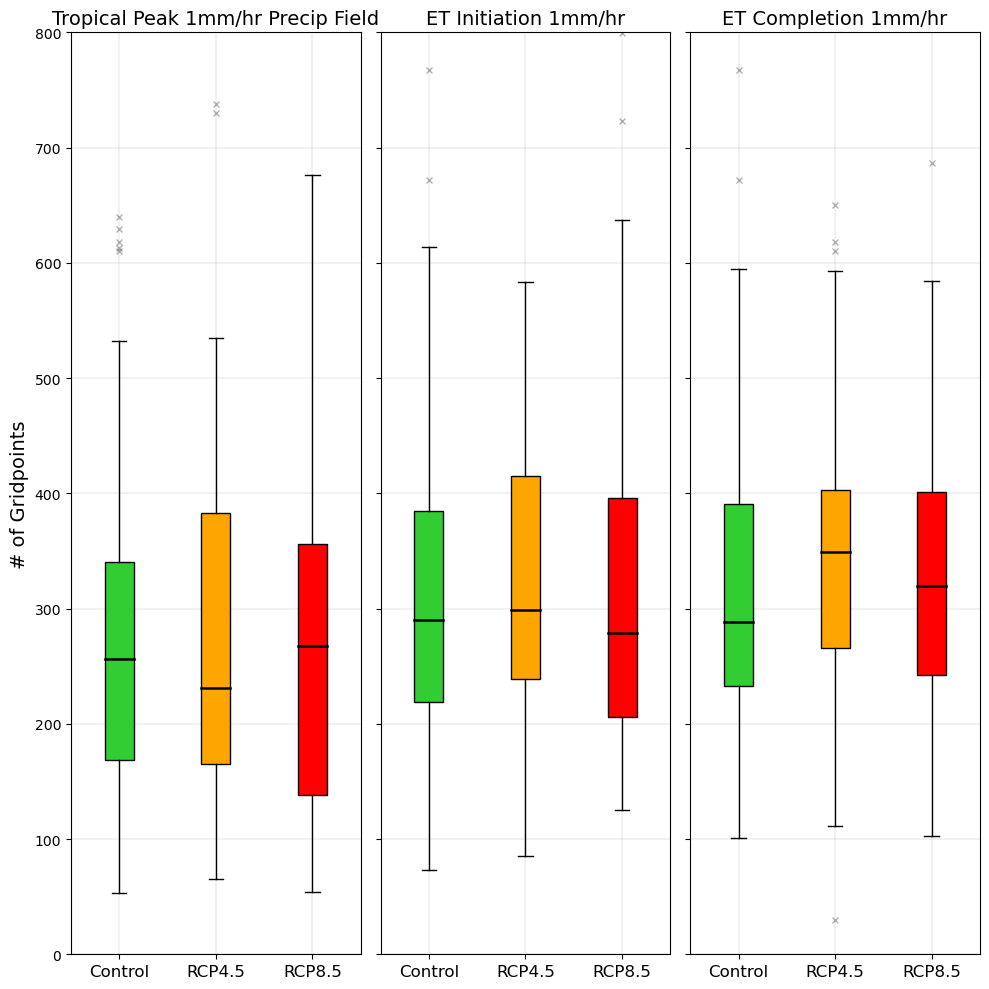 Tropical Peak 1mm/hr Precip Field
ET Initiation 1mm/hr
ET Completion 1mm/hr
# of Gridpoints
800
700
600
500
400
300
200
100
0
Control RCP4.5 RCP8.5
Control RCP4.5 RCP8.5
Control RCP4.5 RCP8.5